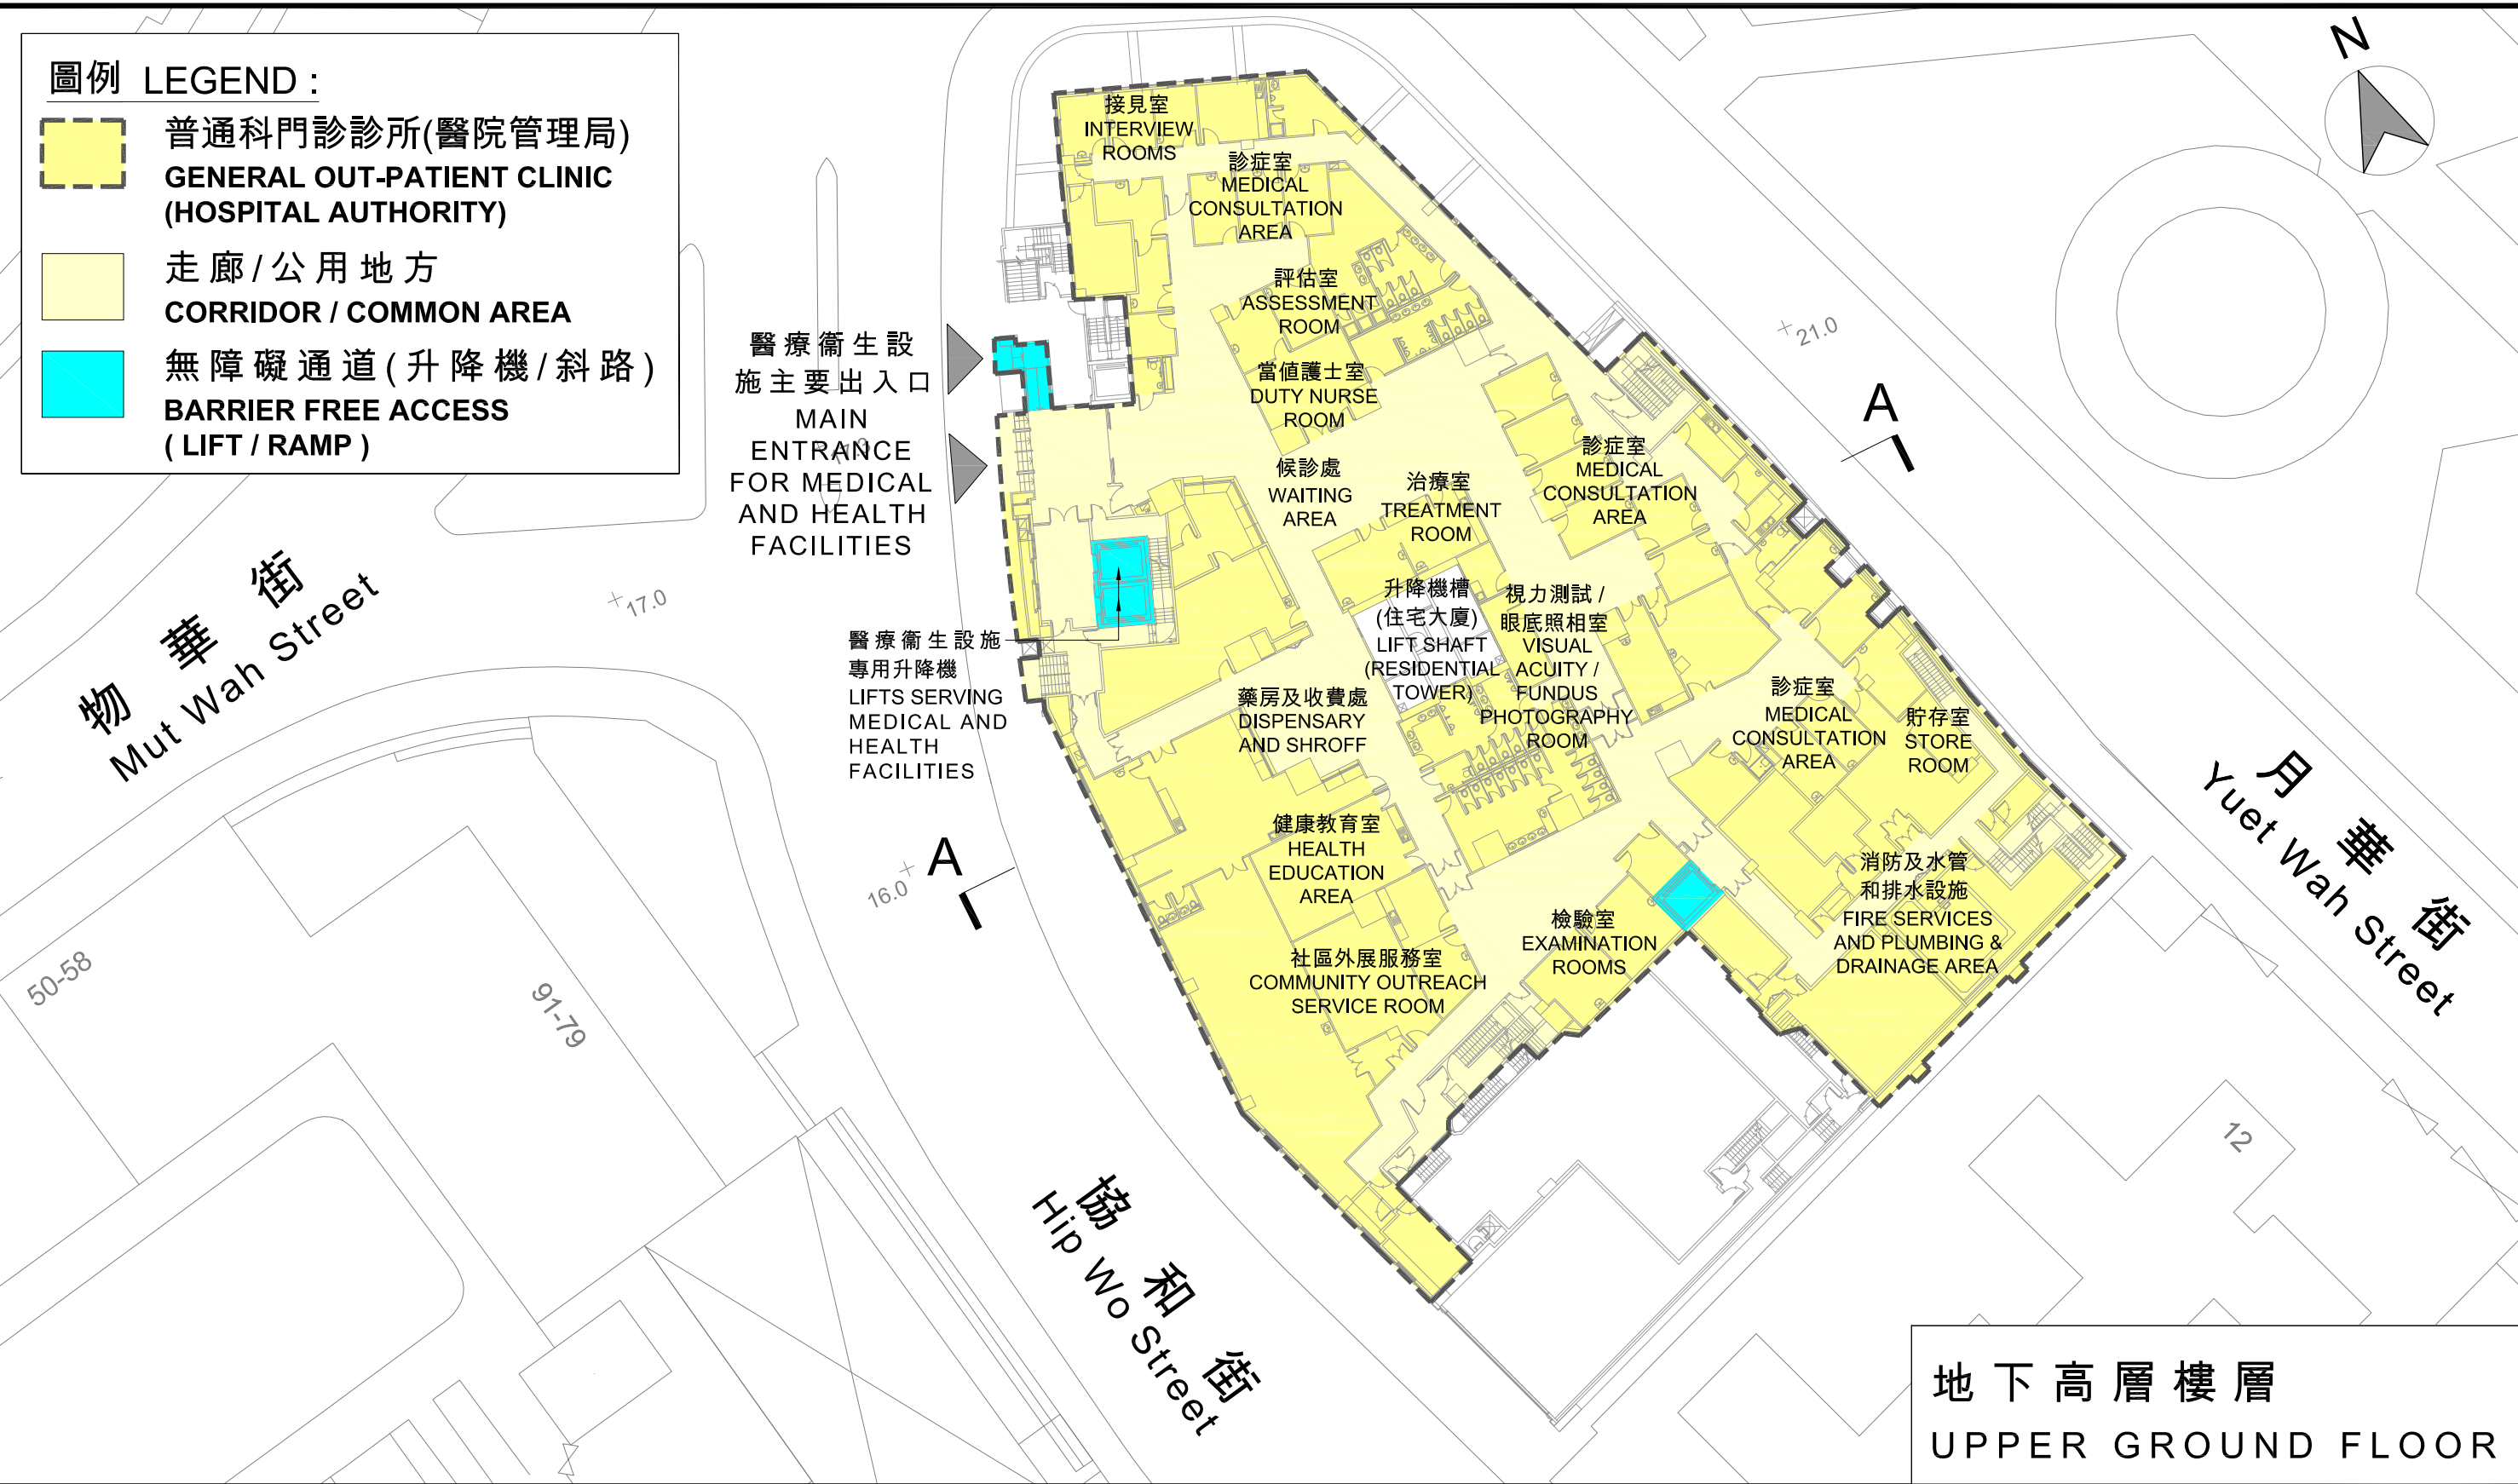 圖例 LEGEND :
普通科門診診所(醫院管理局)
GENERAL OUT-PATIENT CLINIC
(HOSPITAL AUTHORITY)
走廊/公用地方
CORRIDOR / COMMON AREA
無障礙通道(升降機/斜路)
BARRIER FREE ACCESS
( LIFT / RAMP )
N
接見室
INTERVIEW
ROOMS
診症室
MEDICAL
CONSULTATION
AREA
評估室
ASSESSMENT
ROOM
當值護士室
DUTY NURSE
ROOM
21.0
A
醫療衞生設
施主要出入口
MAIN
ENTRANCE
FOR MEDICAL
AND HEALTH
FACILITIES
候診處
WAITING
AREA
治療室
TREATMENT
ROOM
診症室
MEDICAL
CONSULTATION
AREA
物華街
Mut Wah Street
17.0
醫療衞生設施
專用升降機
LIFTS SERVING
MEDICAL AND
HEALTH
FACILITIES
升降機槽
(住宅大廈)
LIFT SHAFT
(RESIDENTIAL
TOWER)
視力測試 /
眼底照相室
VISUAL
ACUITY /
FUNDUS
PHOTOGRAPHY
ROOM
藥房及收費處
DISPENSARY
AND SHROFF
診症室
MEDICAL
CONSULTATION
AREA
貯存室
STORE
ROOM
月華街
Yuet Wah Street
健康教育室
HEALTH
EDUCATION
AREA
A
16.0
消防及水管
和排水設施
FIRE SERVICES
AND PLUMBING &
DRAINAGE AREA
檢驗室
EXAMINATION
ROOMS
社區外展服務室
COMMUNITY OUTREACH
SERVICE ROOM
50-58
91-79
12
協和街
Hip Wo Street
地下高層樓層
UPPER GROUND FLOOR